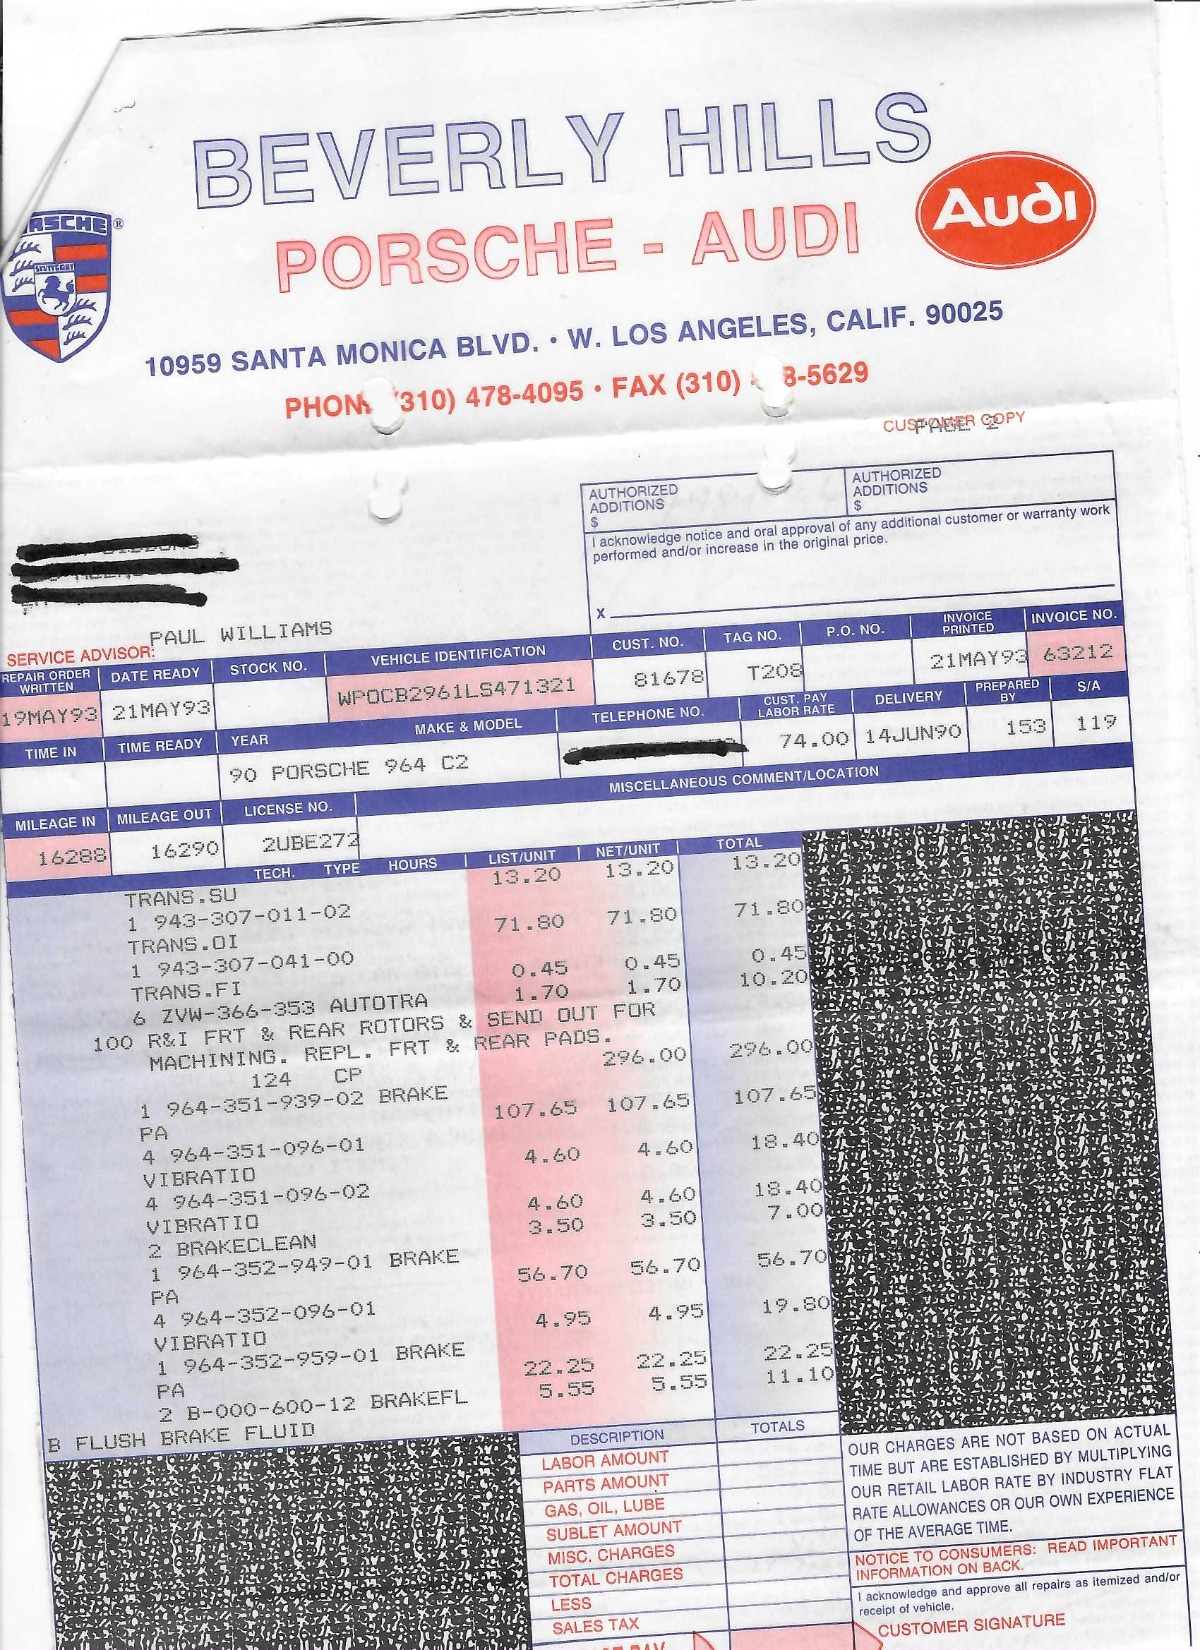 BEVERLY HILLS
PORSCHE - AUDI
Audi
RSCHE ®
STUTTGART
10959 SANTA MONICA BLVD. • W. LOS ANGELES, CALIF. 90025
PHON (310) 478-4095 • FAX (310) 8-5629
CUSTOMER COPY
PAGE 2
AUTHORIZED ADDITIONS $
AUTHORIZED ADDITIONS $
I acknowledge notice and oral approval of any additional customer or warranty work
performed and/or increase in the original price.
X
PAUL WILLIAMS
SERVICE ADVISOR:
REPAIR ORDER WRITTEN DATE READY STOCK NO. VEHICLE IDENTIFICATION CUST. NO. TAG NO. P.O. NO. INVOICE PRINTED INVOICE NO.
19MAY93 21MAY93 WP0CB2961LS471321 81678 T208 21MAY93 63212
TIME IN TIME READY YEAR MAKE & MODEL TELEPHONE NO. CUST. PAY LABOR RATE DELIVERY PREPARED BY S/A
90 PORSCHE 964 C2 74.00 14JUN90 153 119
MILEAGE IN MILEAGE OUT LICENSE NO. MISCELLANEOUS COMMENT/LOCATION
16288 16290 2UBE272
TECH. TYPE HOURS LIST/UNIT NET/UNIT TOTAL
13.20 13.20 13.20
TRANS.SU
1 943-307-011-02 71.80 71.80 71.80
TRANS.OI
1 943-307-041-00 0.45 0.45 0.45
TRANS.FI
6 ZVW-366-353 AUTOTRA 1.70 1.70 10.20
100 R&I FRT & REAR ROTORS & SEND OUT FOR
MACHINING. REPL. FRT & REAR PADS.
124 CP 296.00 296.00
1 964-351-939-02 BRAKE 107.65 107.65 107.65
PA
4 964-351-096-01 4.60 4.60 18.40
VIBRATIO
4 964-351-096-02 4.60 4.60 18.40
VIBRATIO
2 BRAKECLEAN 3.50 3.50 7.00
1 964-352-949-01 BRAKE 56.70 56.70 56.70
PA
4 964-352-096-01 4.95 4.95 19.80
VIBRATIO
1 964-352-959-01 BRAKE 22.25 22.25 22.25
PA
2 B-000-600-12 BRAKEFL 5.55 5.55 11.10
B FLUSH BRAKE FLUID
DESCRIPTION TOTALS
LABOR AMOUNT
PARTS AMOUNT
GAS, OIL, LUBE
SUBLET AMOUNT
MISC. CHARGES
TOTAL CHARGES
LESS
SALES TAX
OUR CHARGES ARE NOT BASED ON ACTUAL
TIME BUT ARE ESTABLISHED BY MULTIPLYING
OUR RETAIL LABOR RATE BY INDUSTRY FLAT
RATE ALLOWANCES OR OUR OWN EXPERIENCE
OF THE AVERAGE TIME.
NOTICE TO CONSUMERS: READ IMPORTANT
INFORMATION ON BACK.
I acknowledge and approve all repairs as itemized and/or
receipt of vehicle.
CUSTOMER SIGNATURE